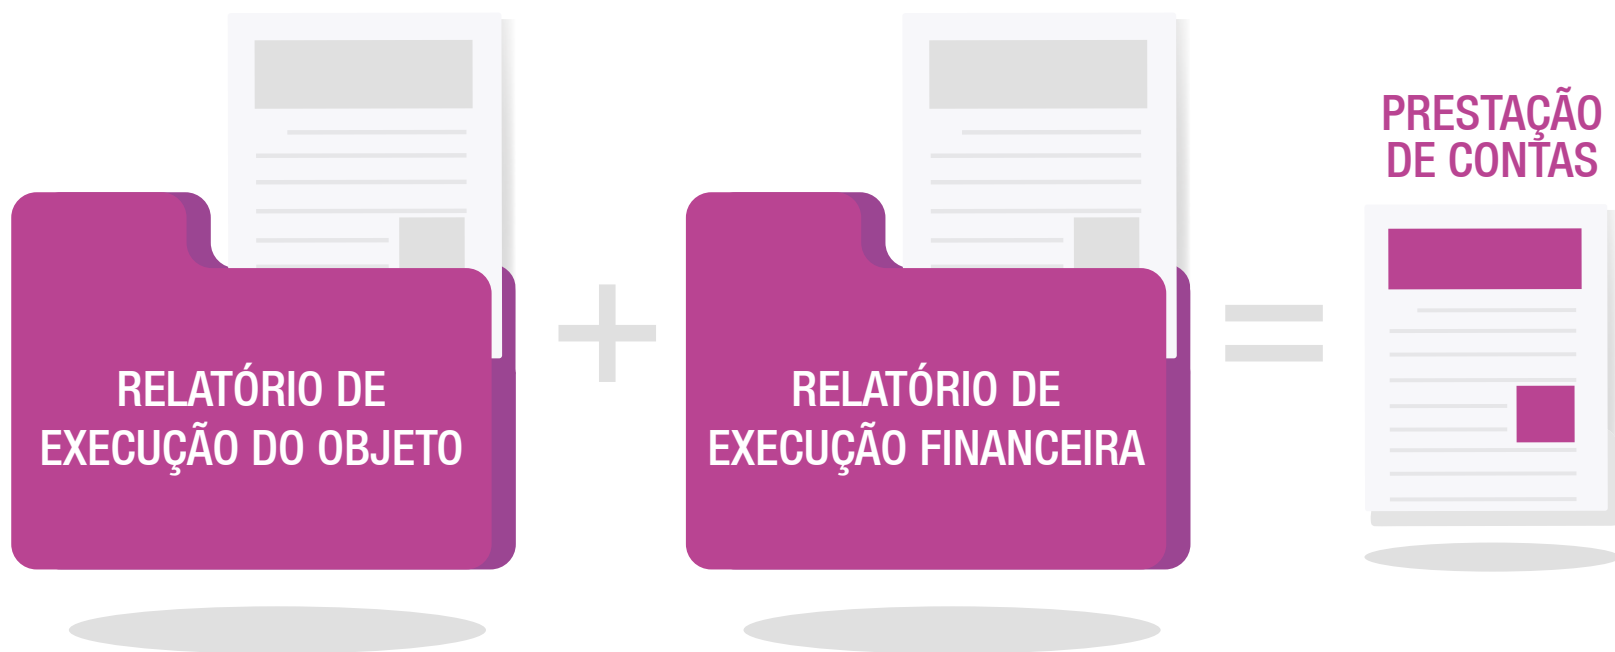 RELATÓRIO DE
EXECUÇÃO DO OBJETO
+
RELATÓRIO DE
EXECUÇÃO FINANCEIRA
=
PRESTAÇÃO
DE CONTAS